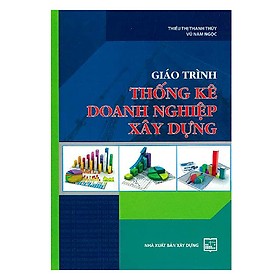 THIỀU THỊ THANH THÚY
VŨ NAM NGỌC
GIÁO TRÌNH
THỐNG KÊ
DOANH NGHIỆP
XÂY DỰNG
NHÀ XUẤT BẢN XÂY DỰNG